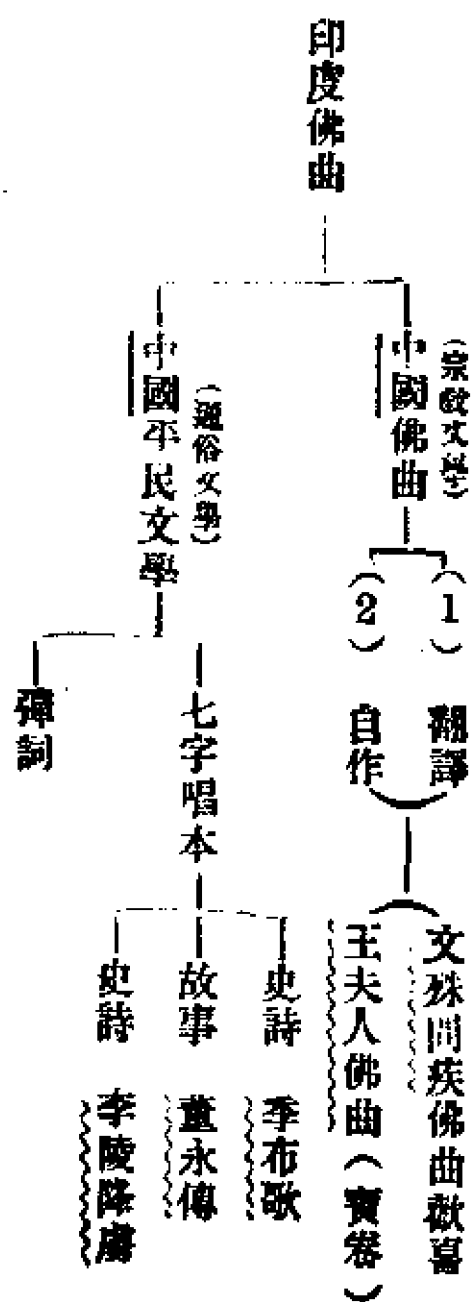 印度佛曲
(宗教文學)
中國佛曲
(1) 翻譯
(2) 自作
文殊問疾佛曲歡喜
王夫人佛曲(寶卷)
(通俗文學)
中國平民文學
七字唱本
史詩 季布歌
故事 董永傳
史詩 李陵降虜
彈詞